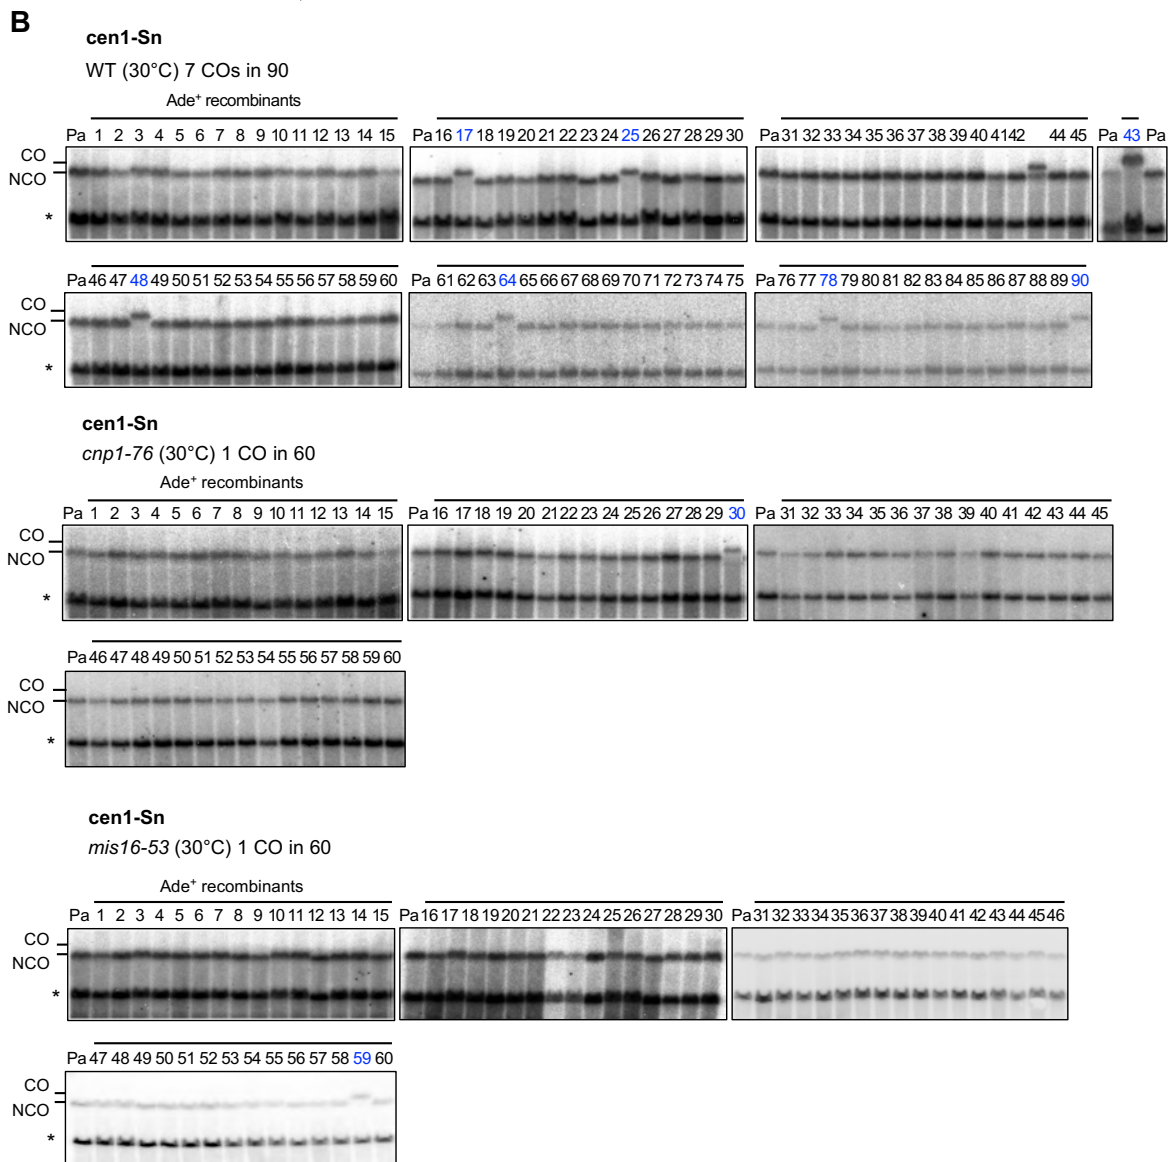 B
cen1-Sn
WT (30°C) 7 COs in 90
Ade⁺ recombinants
Pa 1 2 3 4 5 6 7 8 9 10 11 12 13 14 15
Pa 16 17 18 19 20 21 22 23 24 25 26 27 28 29 30
Pa 31 32 33 34 35 36 37 38 39 40 41 42 44 45
Pa 43 Pa
CO
NCO
*
Pa 46 47 48 49 50 51 52 53 54 55 56 57 58 59 60
Pa 61 62 63 64 65 66 67 68 69 70 71 72 73 74 75
Pa 76 77 78 79 80 81 82 83 84 85 86 87 88 89 90
CO
NCO
*
cen1-Sn
cnp1-76 (30°C) 1 CO in 60
Ade⁺ recombinants
Pa 1 2 3 4 5 6 7 8 9 10 11 12 13 14 15
Pa 16 17 18 19 20 21 22 23 24 25 26 27 28 29 30
Pa 31 32 33 34 35 36 37 38 39 40 41 42 43 44 45
CO
NCO
*
Pa 46 47 48 49 50 51 52 53 54 55 56 57 58 59 60
CO
NCO
*
cen1-Sn
mis16-53 (30°C) 1 CO in 60
Ade⁺ recombinants
Pa 1 2 3 4 5 6 7 8 9 10 11 12 13 14 15
Pa 16 17 18 19 20 21 22 23 24 25 26 27 28 29 30
Pa 31 32 33 34 35 36 37 38 39 40 41 42 43 44 45 46
CO
NCO
*
Pa 47 48 49 50 51 52 53 54 55 56 57 58 59 60
CO
NCO
*